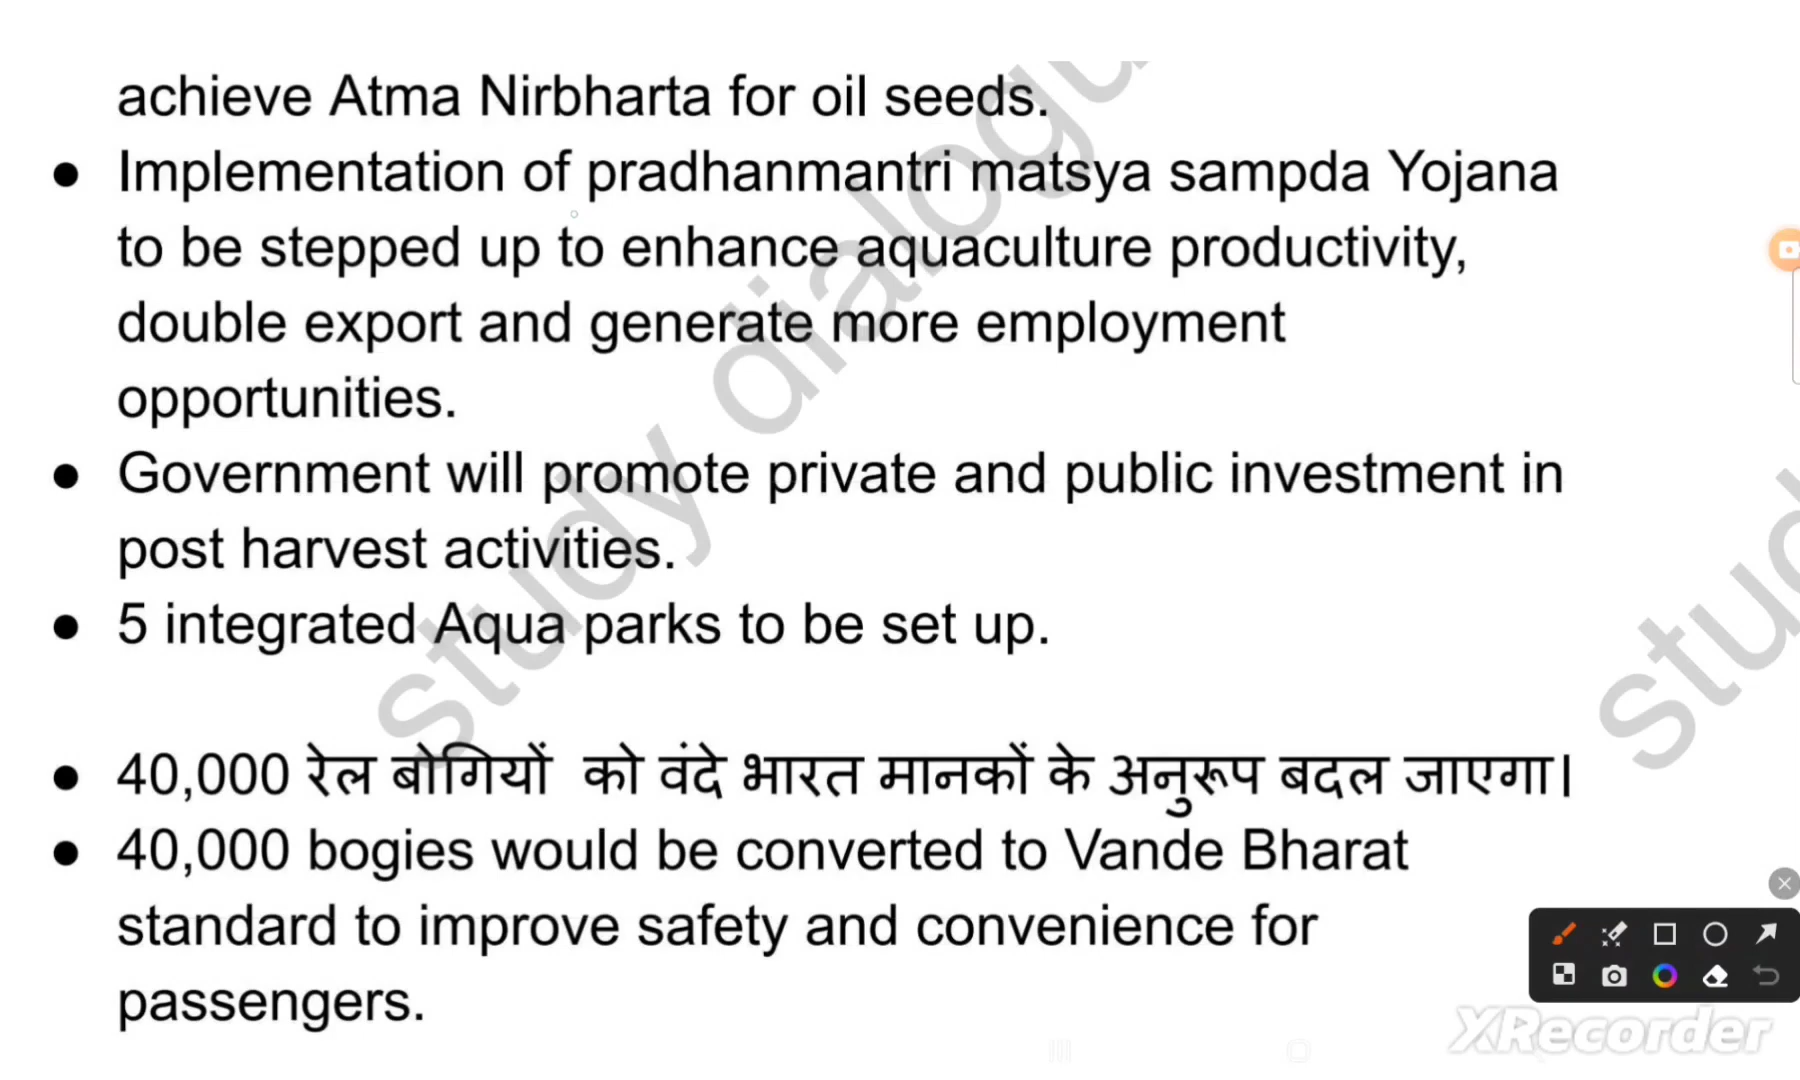 achieve Atma Nirbharta for oil seeds.
● Implementation of pradhanmantri matsya sampda Yojana
to be stepped up to enhance aquaculture productivity,
double export and generate more employment
opportunities.
● Government will promote private and public investment in
post harvest activities.
● 5 integrated Aqua parks to be set up.
● 40,000 रेल बोगियों को वंदे भारत मानकों के अनुरूप बदल जाएगा।
● 40,000 bogies would be converted to Vande Bharat
standard to improve safety and convenience for
passengers.
study dialogu
stud
XRecorder